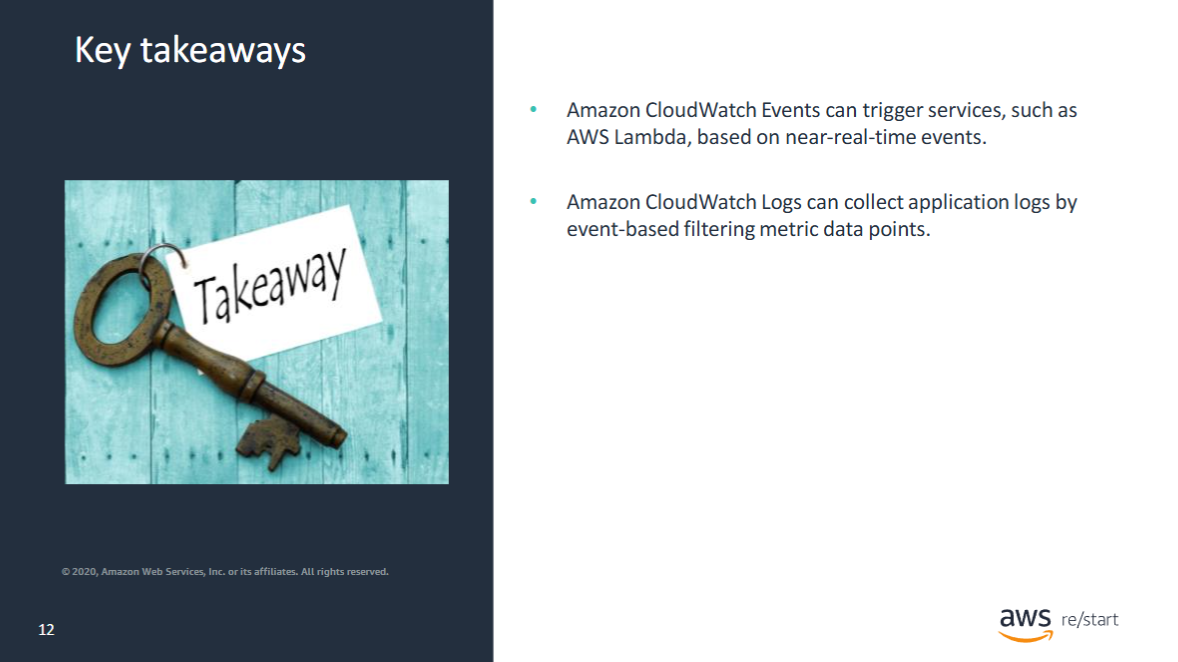 Key takeaways
Takeaway
© 2020, Amazon Web Services, Inc. or its affiliates. All rights reserved.
12
• Amazon CloudWatch Events can trigger services, such as
AWS Lambda, based on near-real-time events.
• Amazon CloudWatch Logs can collect application logs by
event-based filtering metric data points.
aws re/start